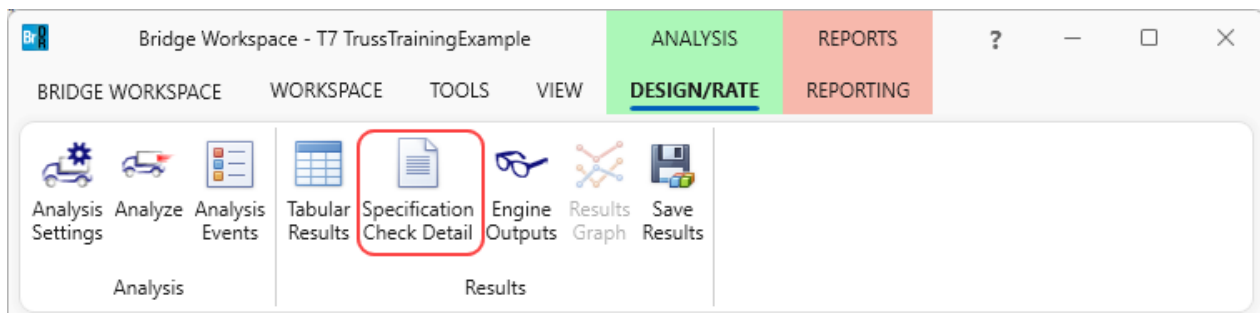 Br
Bridge Workspace - T7 TrussTrainingExample
ANALYSIS
REPORTS
?
BRIDGE WORKSPACE
WORKSPACE
TOOLS
VIEW
DESIGN/RATE
REPORTING
Analysis
Settings
Analyze
Analysis
Events
Tabular
Results
Specification
Check Detail
Engine
Outputs
Results
Graph
Save
Results
Analysis
Results